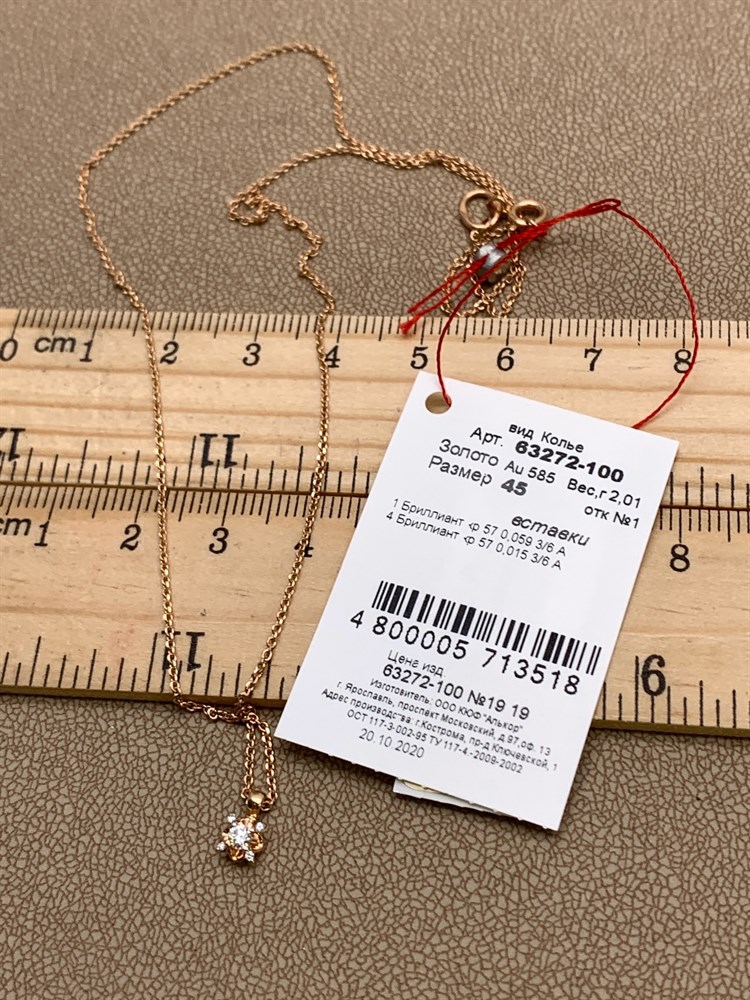 0 cm 1 2 3 4 5 6 7 8
12 11
cm 1 2 3 4 8
11 6
вид Колье
Арт. 63272-100
Золото Au 585 Вес,г 2,01
Размер 45 отк №1
вставки
1 Бриллиант кр 57 0,059 3/6 А
4 Бриллиант кр 57 0,015 3/6 А
4 800005 713518
Цена изд.
63272-100 №19 19
Изготовитель: ООО КЮФ "Алькор"
г. Ярославль, проспект Московский, д.97,оф. 13
Адрес производства: г.Кострома, пр-д Ключевской, 1
ОСТ 117-3-002-95 ТУ 117-4-2009-2002
20.10.2020